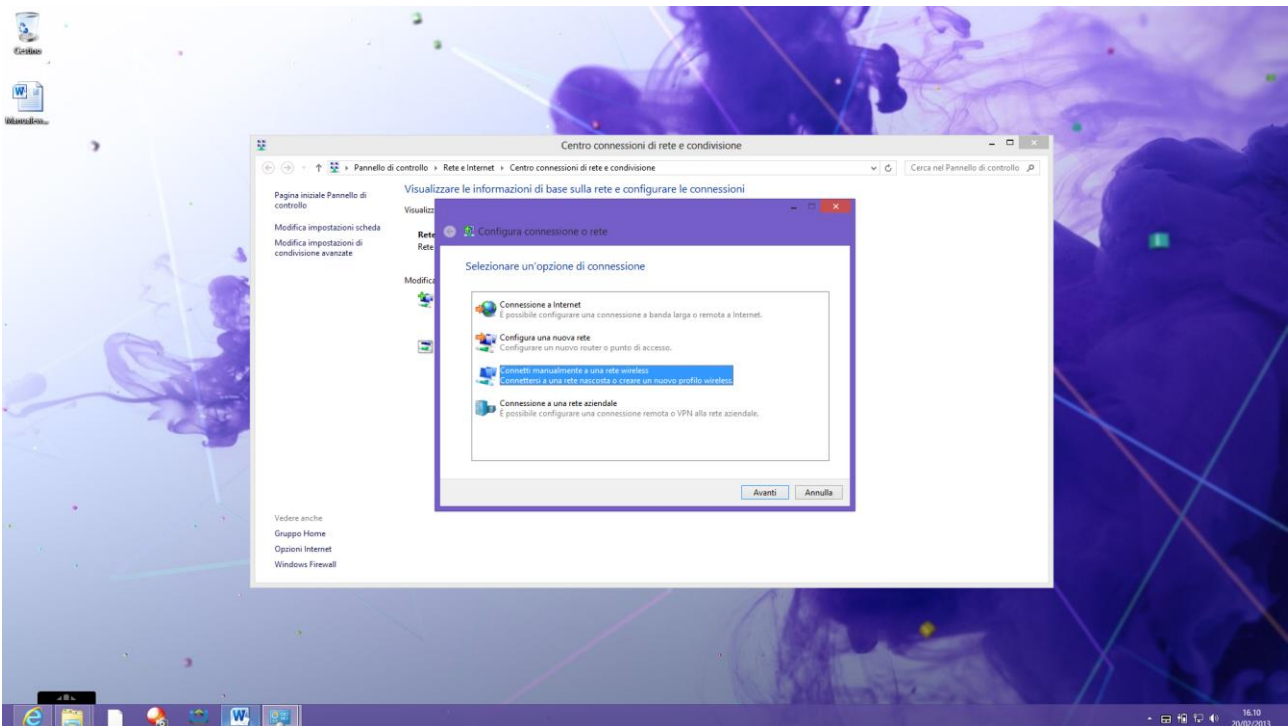 Cestino
Centro connessioni di rete e condivisione
Pannello di controllo
Rete e Internet
Centro connessioni di rete e condivisione
Cerca nel Pannello di controllo
Pagina iniziale Pannello di
controllo
Modifica impostazioni scheda
Modifica impostazioni di
condivisione avanzate
Visualizzare le informazioni di base sulla rete e configurare le connessioni
Visualizz
Rete
Rete
Modifica
Configura connessione o rete
Selezionare un'opzione di connessione
Connessione a Internet
È possibile configurare una connessione a banda larga o remota a Internet.
Configura una nuova rete
Configurare un nuovo router o punto di accesso.
Connetti manualmente a una rete wireless
Connettersi a una rete nascosta o creare un nuovo profilo wireless.
Connessione a una rete aziendale
È possibile configurare una connessione remota o VPN alla rete aziendale.
Avanti
Annulla
Vedere anche
Gruppo Home
Opzioni Internet
Windows Firewall
16.10
20/02/2013